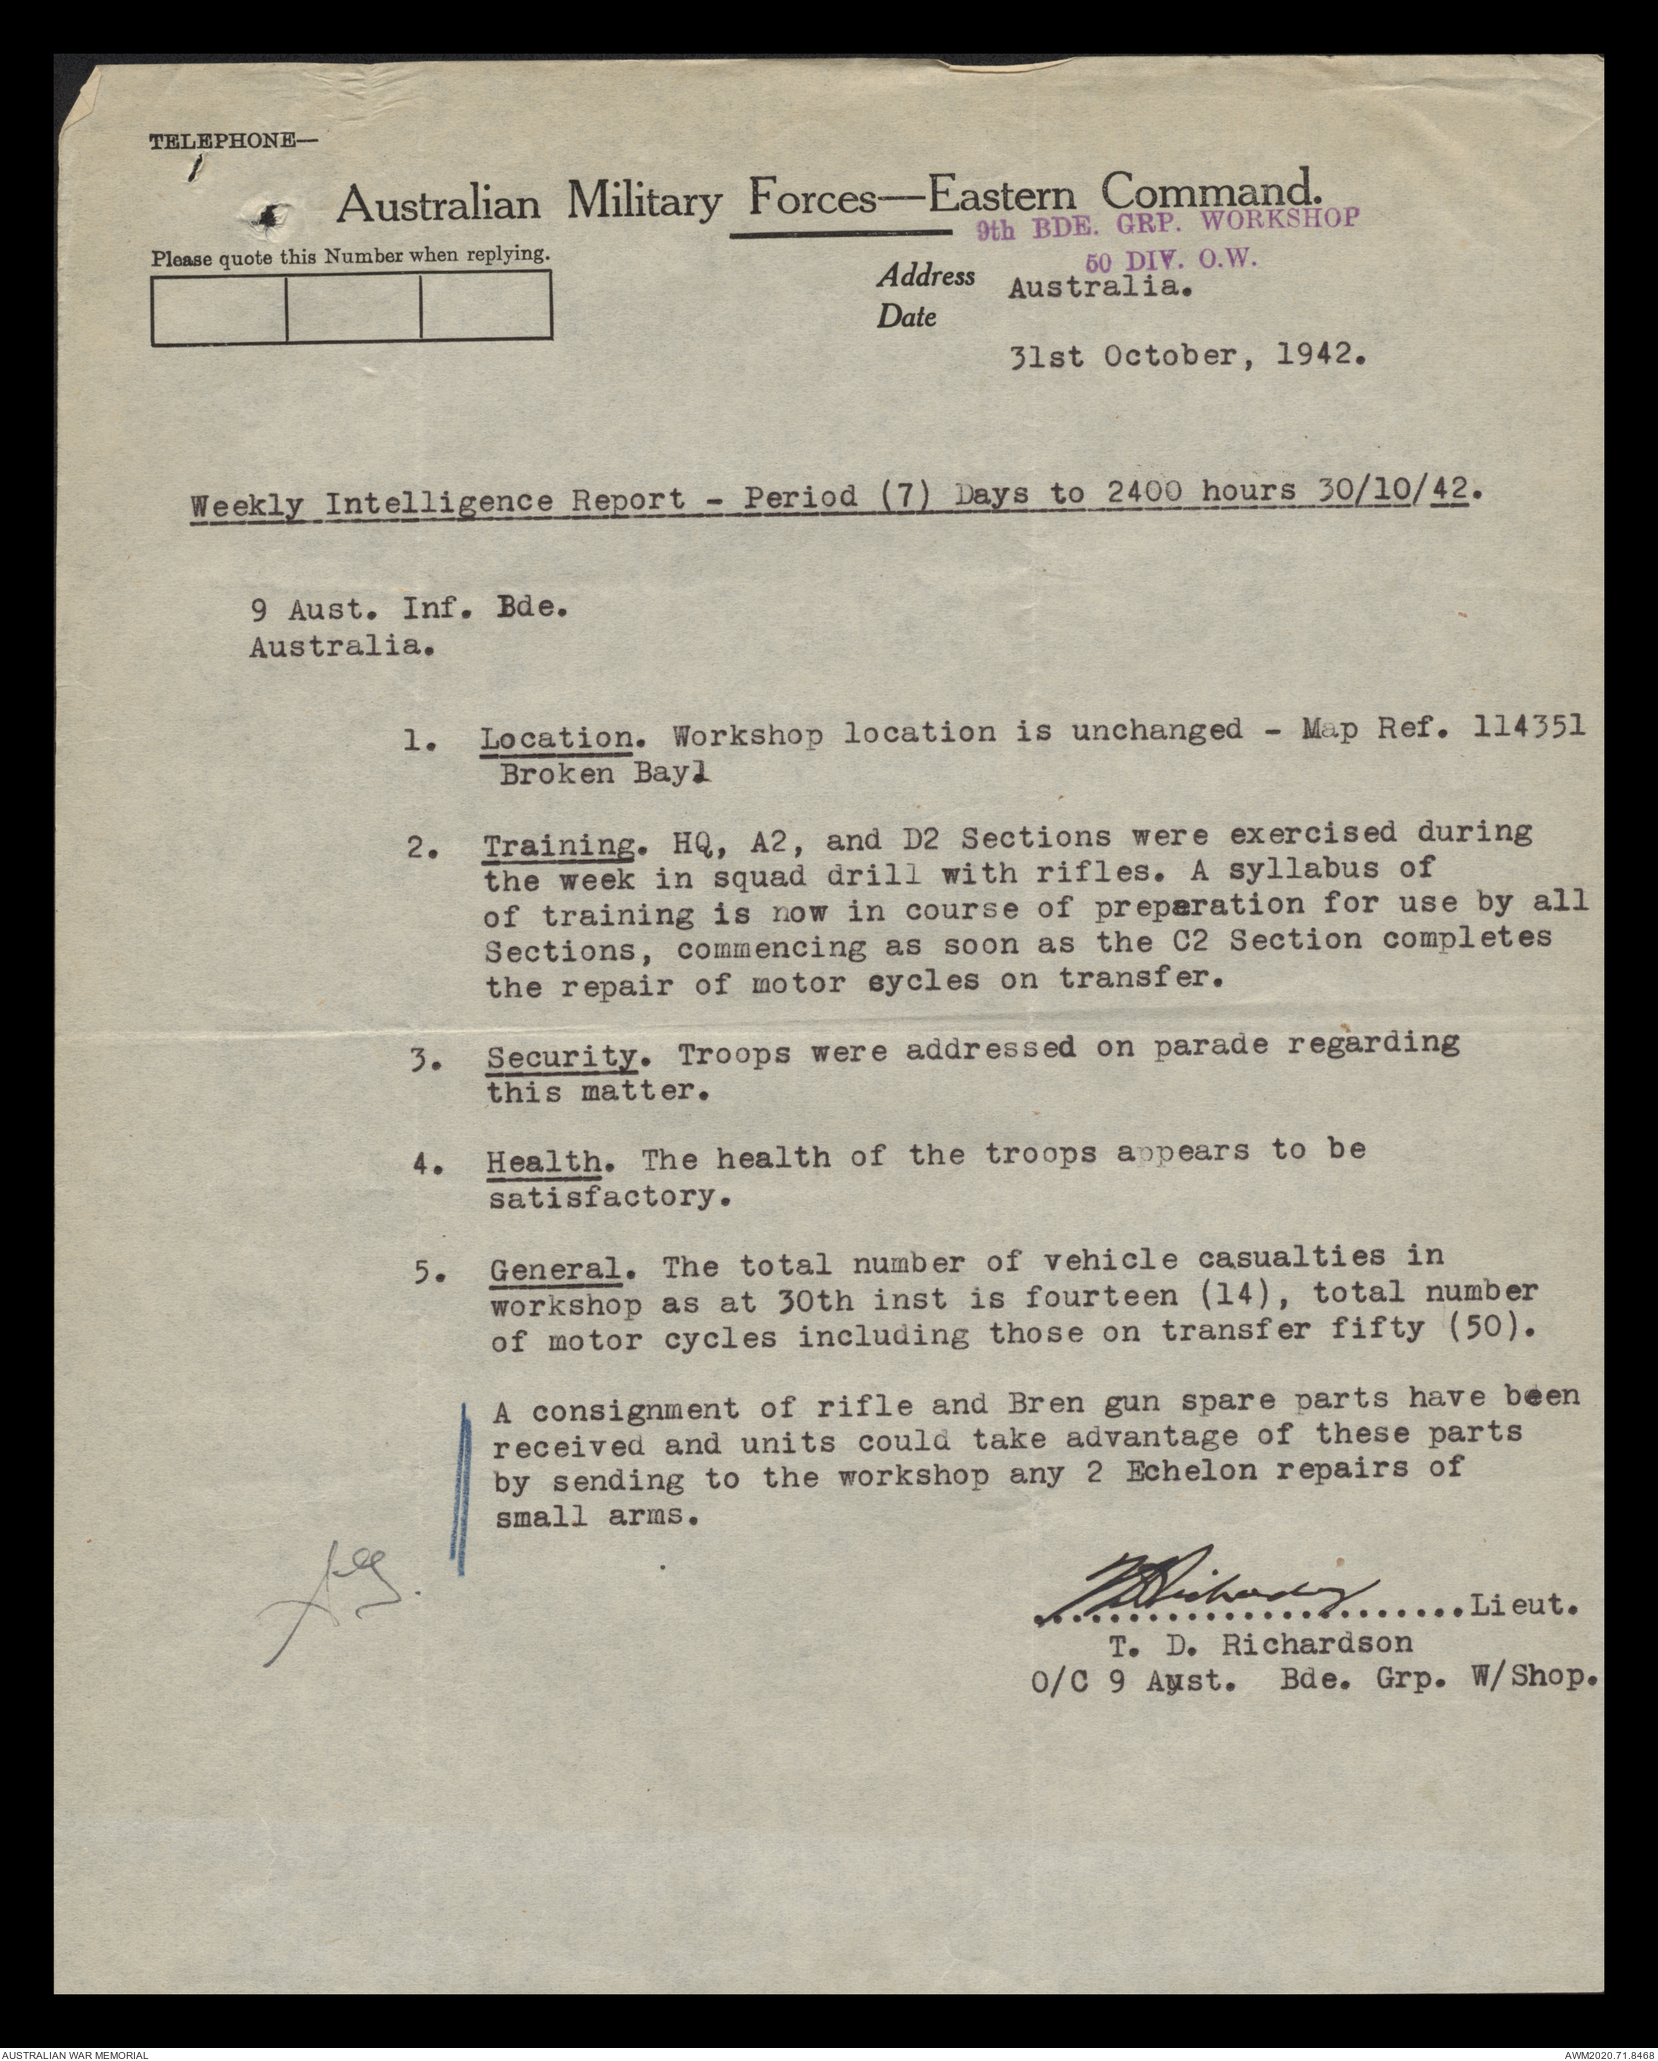 TELEPHONE—
Australian Military Forces—Eastern Command.
9th BDE. GRP. WORKSHOP
Please quote this Number when replying.
50 DIV. O.W.
Address Australia.
Date
31st October, 1942.
Weekly Intelligence Report - Period (7) Days to 2400 hours 30/10/42.
9 Aust. Inf. Bde.
Australia.
1. Location. Workshop location is unchanged - Map Ref. 114351
Broken Bay.
2. Training. HQ, A2, and D2 Sections were exercised during
the week in squad drill with rifles. A syllabus of
of training is now in course of preparation for use by all
Sections, commencing as soon as the C2 Section completes
the repair of motor cycles on transfer.
3. Security. Troops were addressed on parade regarding
this matter.
4. Health. The health of the troops appears to be
satisfactory.
5. General. The total number of vehicle casualties in
workshop as at 30th inst is fourteen (14), total number
of motor cycles including those on transfer fifty (50).
A consignment of rifle and Bren gun spare parts have been
received and units could take advantage of these parts
by sending to the workshop any 2 Echelon repairs of
small arms.
.......................Lieut.
T. D. Richardson
O/C 9 Aust. Bde. Grp. W/Shop.
AUSTRALIAN WAR MEMORIAL
AWM2020.71.8468